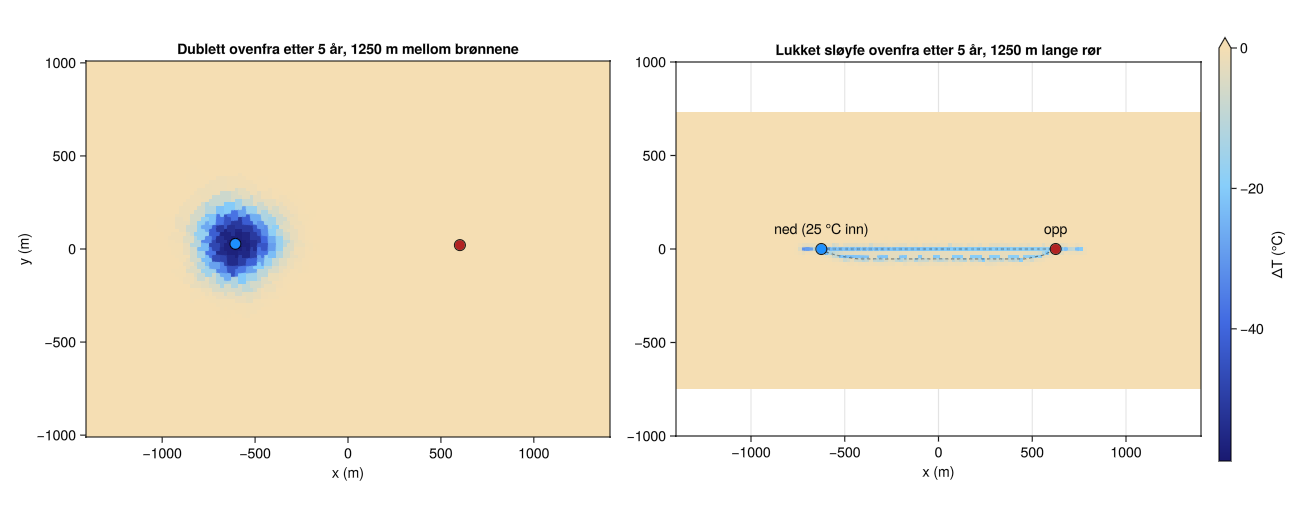 Dublett ovenfra etter 5 år, 1250 m mellom brønnene
1000
500
0
−500
−1000
y (m)
−1000
−500
0
500
1000
x (m)
Lukket sløyfe ovenfra etter 5 år, 1250 m lange rør
1000
500
0
−500
−1000
ned (25 °C inn)
opp
−1000
−500
0
500
1000
x (m)
0
−20
−40
ΔT (°C)